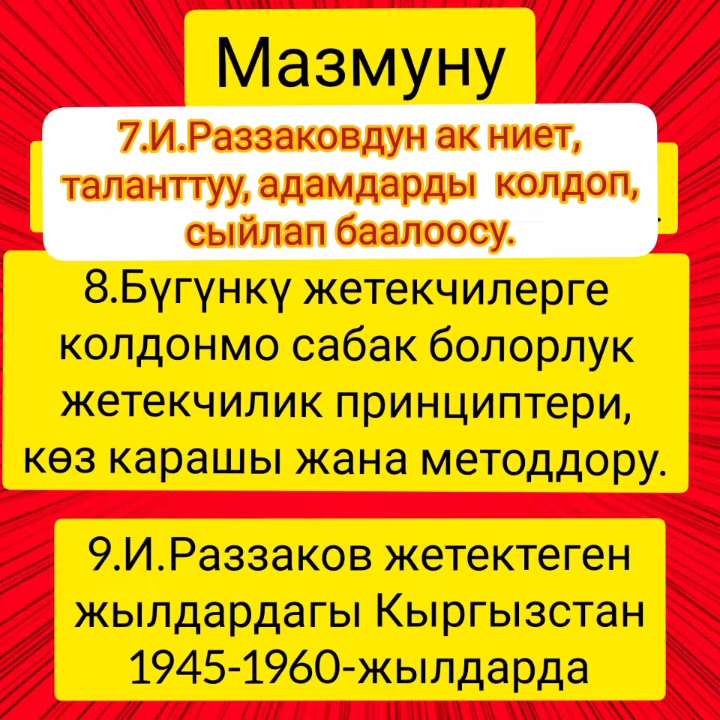 Мазмуну
7.И.Раззаковдун ак ниет,
таланттуу, адамдарды колдоп,
сыйлап баалоосу.
8.Бүгүнкү жетекчилерге
колдонмо сабак болорлук
жетекчилик принциптери,
көз карашы жана методдору.
9.И.Раззаков жетектеген
жылдардагы Кыргызстан
1945-1960-жылдарда